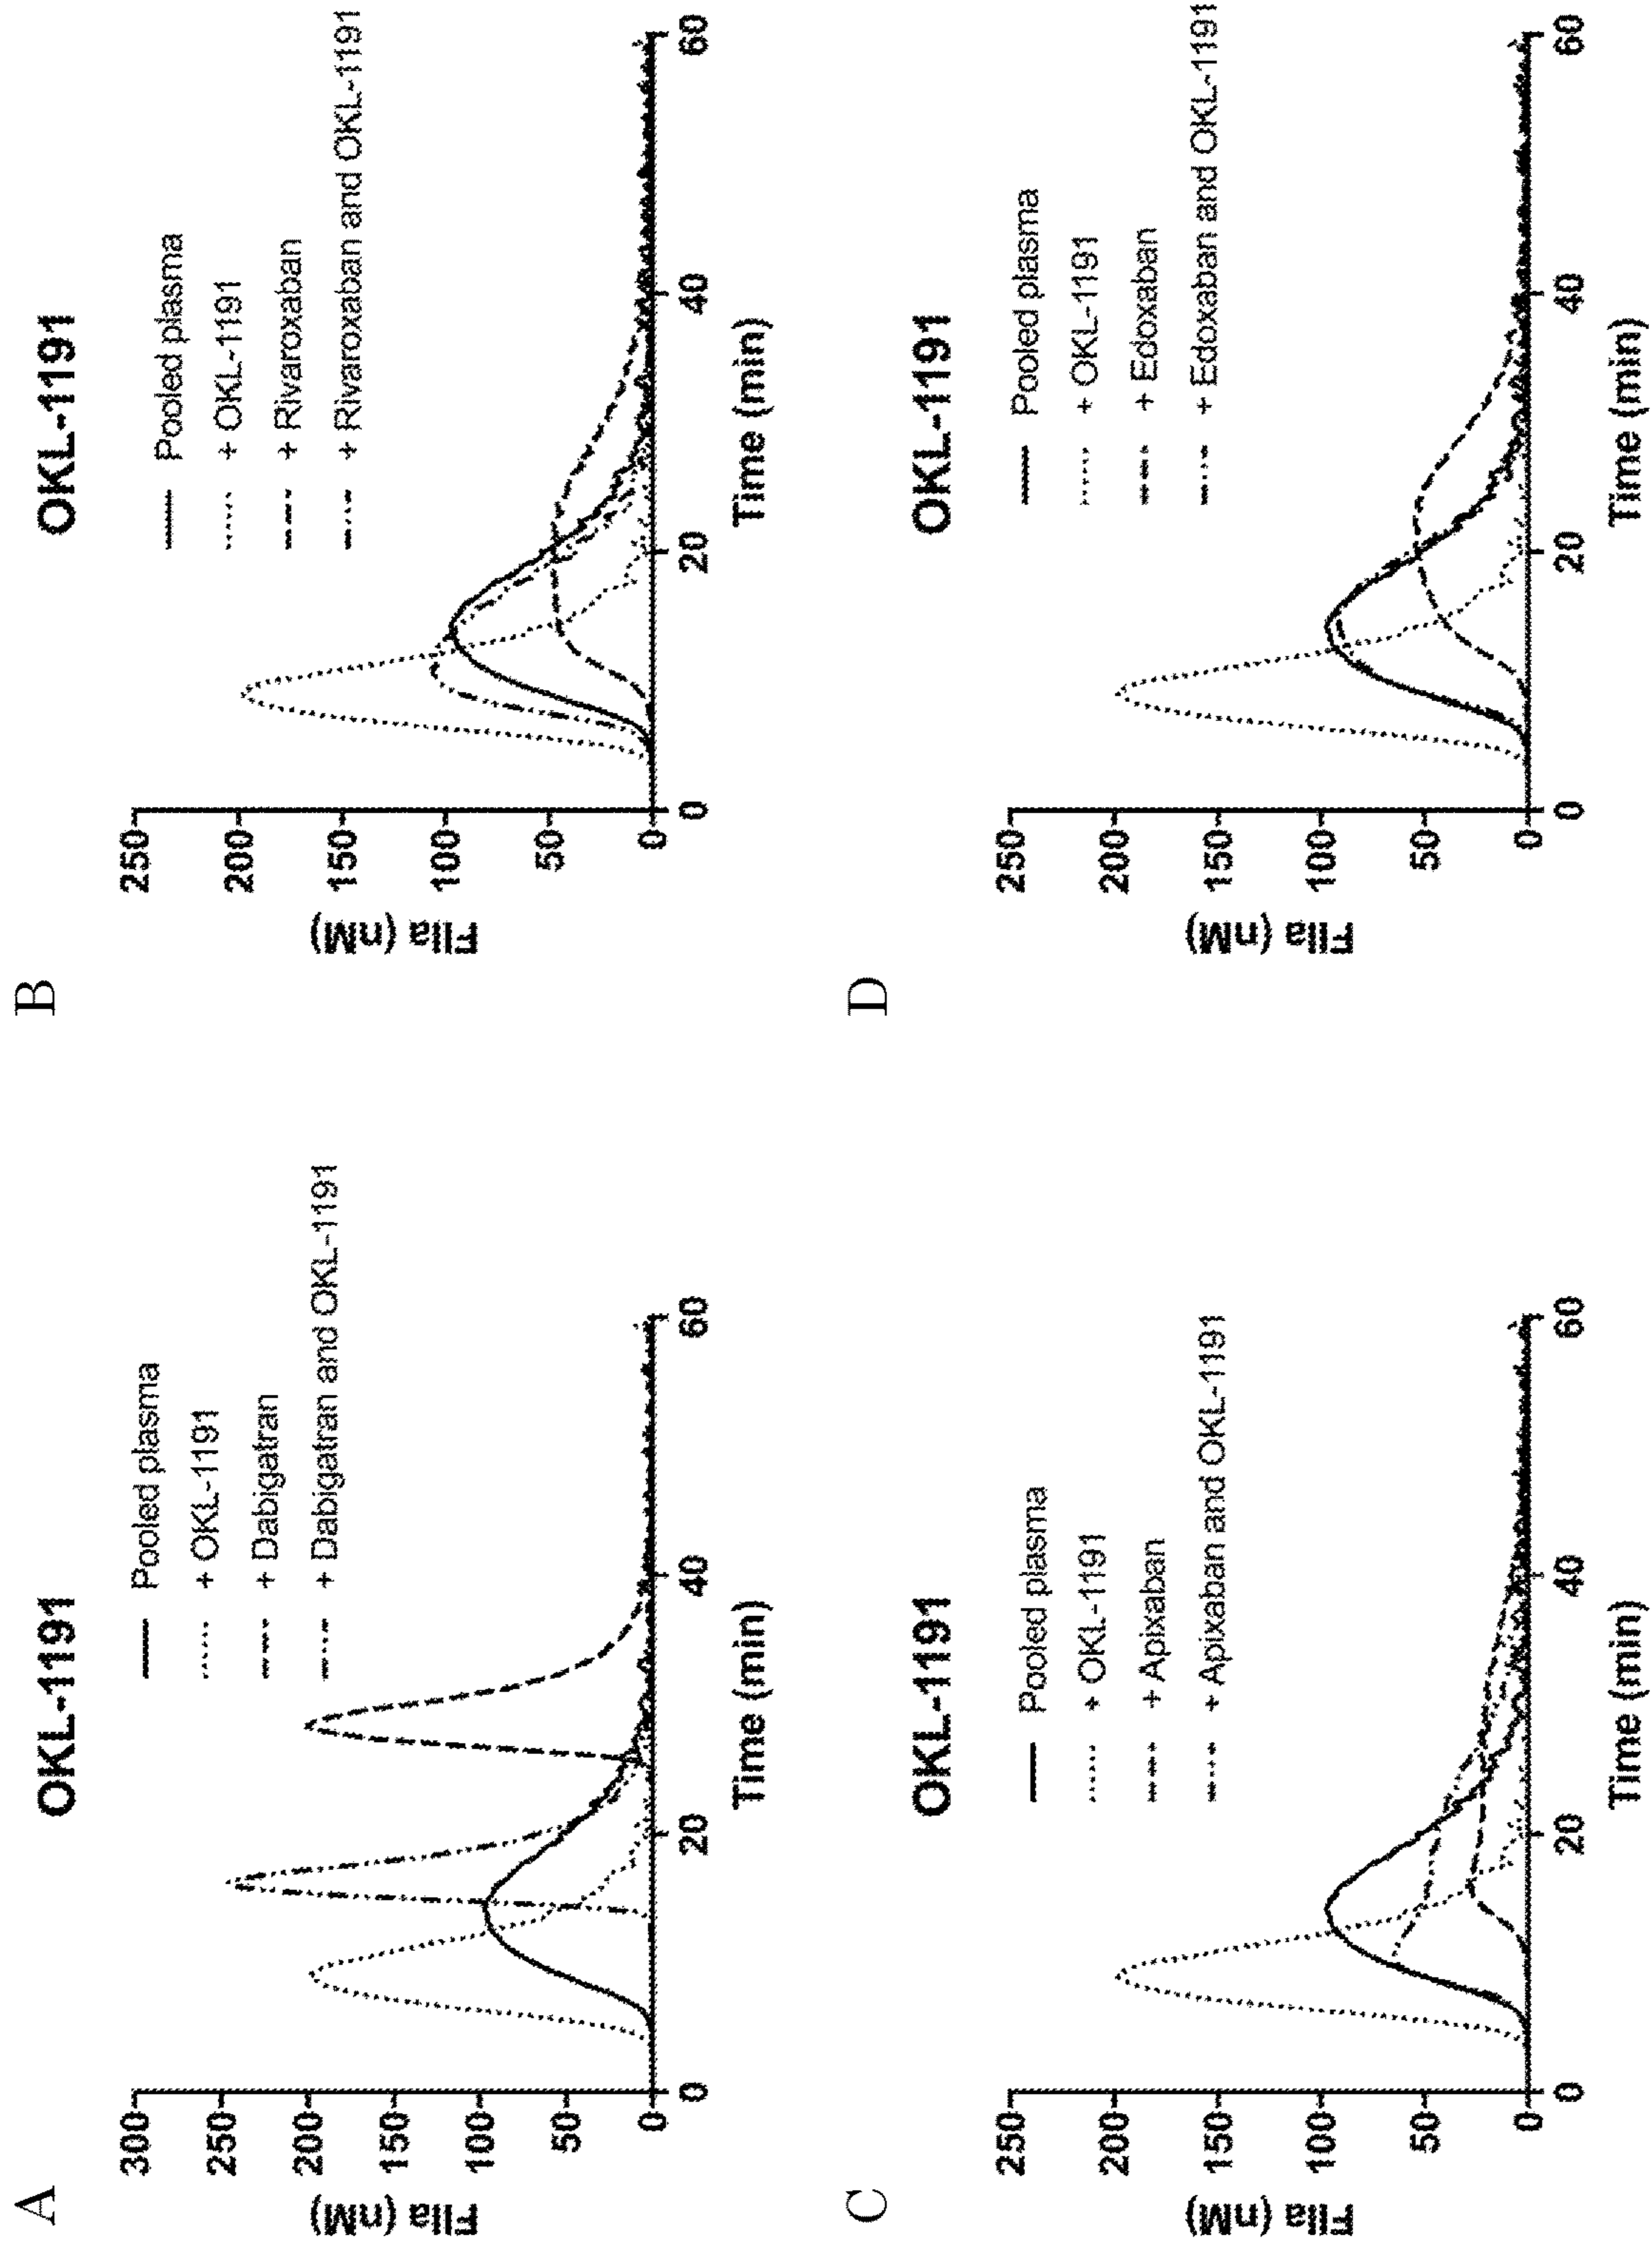 A
OKL-1191
FIIa (nM)
300
250
200
150
100
50
0
0
20
40
60
Time (min)
Pooled plasma
+ OKL-1191
+ Dabigatran
+ Dabigatran and OKL-1191
B
OKL-1191
FIIa (nM)
250
200
150
100
50
0
0
20
40
60
Time (min)
Pooled plasma
+ OKL-1191
+ Rivaroxaban
+ Rivaroxaban and OKL-1191
C
OKL-1191
FIIa (nM)
250
200
150
100
50
0
0
20
40
60
Time (min)
Pooled plasma
+ OKL-1191
+ Apixaban
+ Apixaban and OKL-1191
D
OKL-1191
FIIa (nM)
250
200
150
100
50
0
0
20
40
60
Time (min)
Pooled plasma
+ OKL-1191
+ Edoxaban
+ Edoxaban and OKL-1191